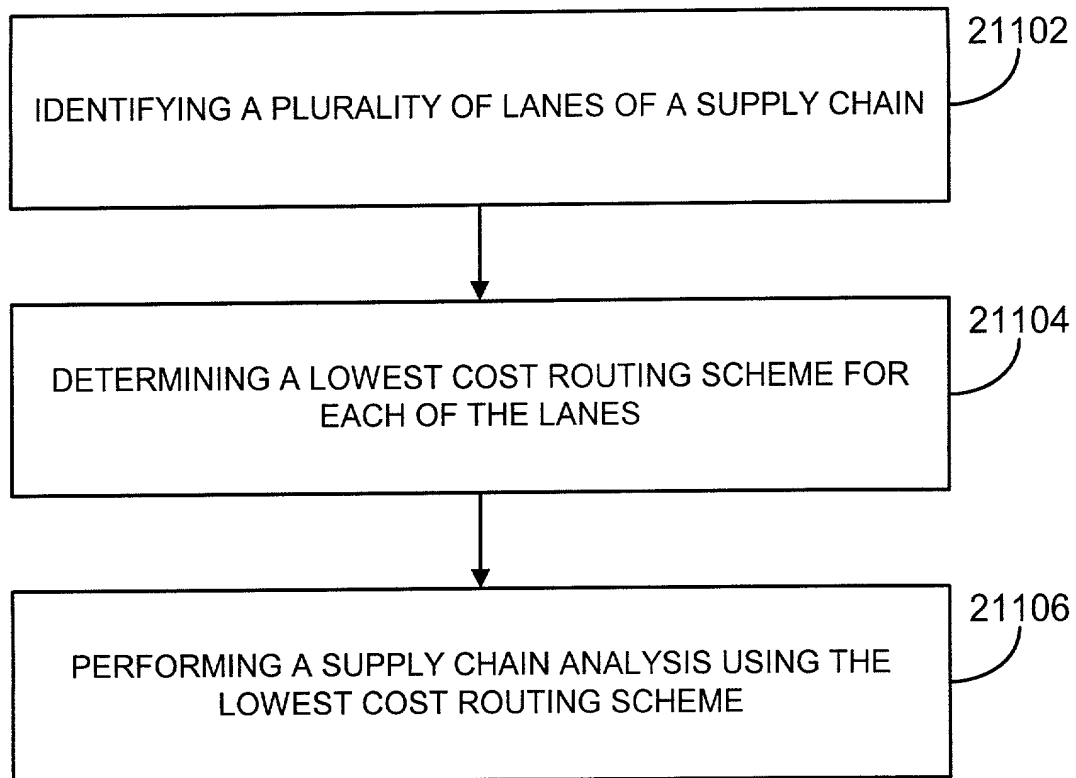 21102
IDENTIFYING A PLURALITY OF LANES OF A SUPPLY CHAIN
21104
DETERMINING A LOWEST COST ROUTING SCHEME FOR
EACH OF THE LANES
21106
PERFORMING A SUPPLY CHAIN ANALYSIS USING THE
LOWEST COST ROUTING SCHEME